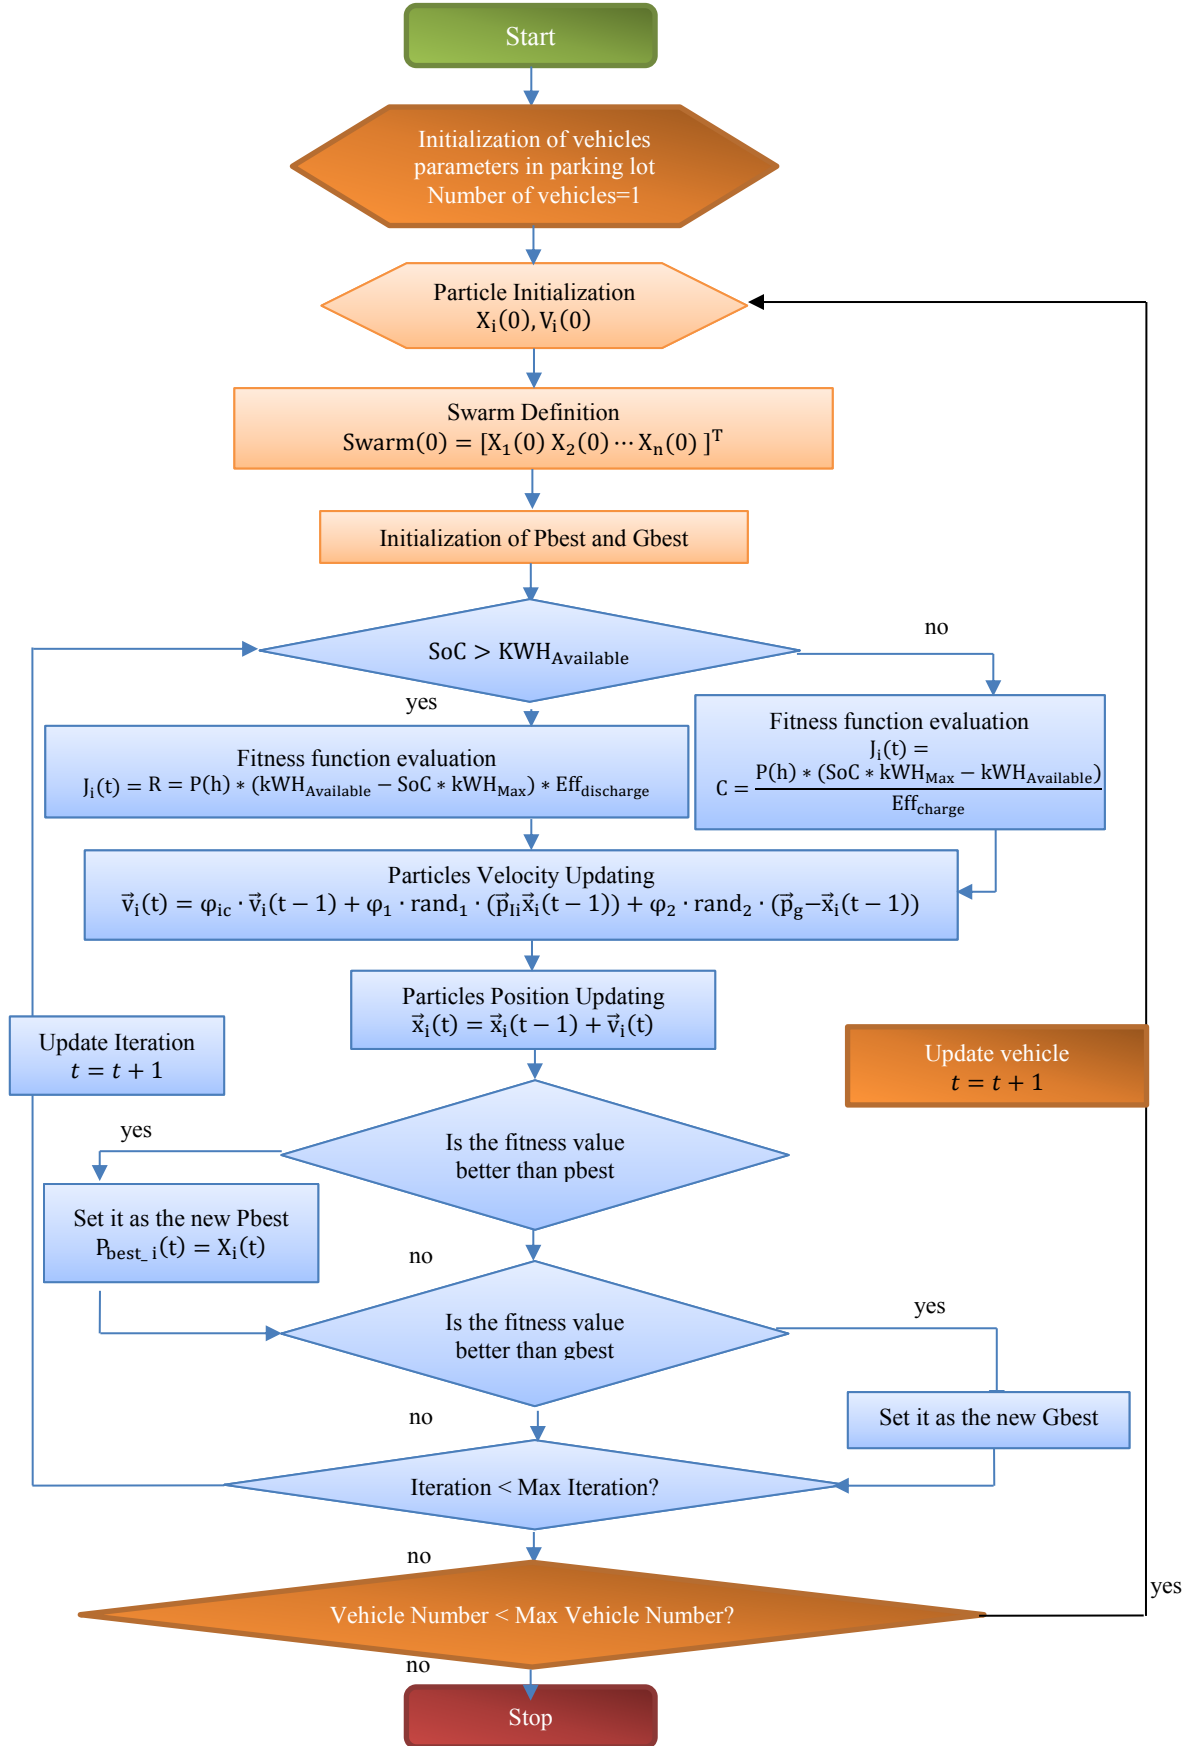 Start
Initialization of vehicles
parameters in parking lot
Number of vehicles=1
Particle Initialization
Xᵢ(0), Vᵢ(0)
Swarm Definition
Swarm(0) = [X₁(0) X₂(0) ⋯ Xₙ(0) ]ᵀ
Initialization of Pbest and Gbest
SoC > KWH_Available
no
yes
Fitness function evaluation
Jᵢ(t) = R = P(h) ∗ (kWH_Available − SoC ∗ kWH_Max) ∗ Eff_discharge
Fitness function evaluation
Jᵢ(t) =
C = P(h) ∗ (SoC ∗ kWH_Max − kWH_Available)
Eff_charge
Particles Velocity Updating
v⃗ᵢ(t) = φ_ic · v⃗ᵢ(t − 1) + φ₁ · rand₁ · (p⃗_Ii x⃗ᵢ(t − 1)) + φ₂ · rand₂ · (p⃗_g−x⃗ᵢ(t − 1))
Particles Position Updating
x⃗ᵢ(t) = x⃗ᵢ(t − 1) + v⃗ᵢ(t)
Update Iteration
t = t + 1
Update vehicle
t = t + 1
yes
Is the fitness value
better than pbest
Set it as the new Pbest
P_best_ i(t) = Xᵢ(t)
no
Is the fitness value
better than gbest
yes
Set it as the new Gbest
no
Iteration < Max Iteration?
no
Vehicle Number < Max Vehicle Number?
yes
no
Stop